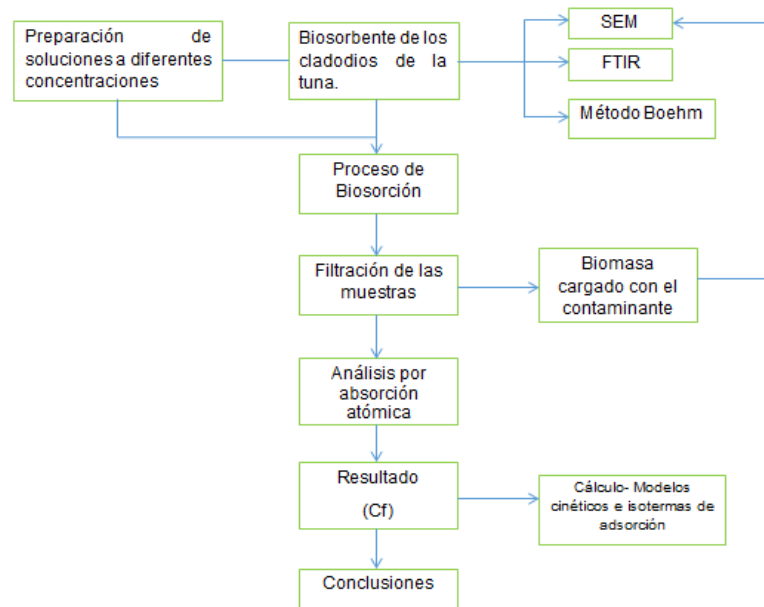 Preparación de
soluciones a diferentes
concentraciones
Biosorbente de los
cladodios de la
tuna.
SEM
FTIR
Método Boehm
Proceso de
Biosorción
Filtración de las
muestras
Biomasa
cargado con el
contaminante
Análisis por
absorción
atómica
Resultado
(Cf)
Cálculo- Modelos
cinéticos e isotermas de
adsorción
Conclusiones